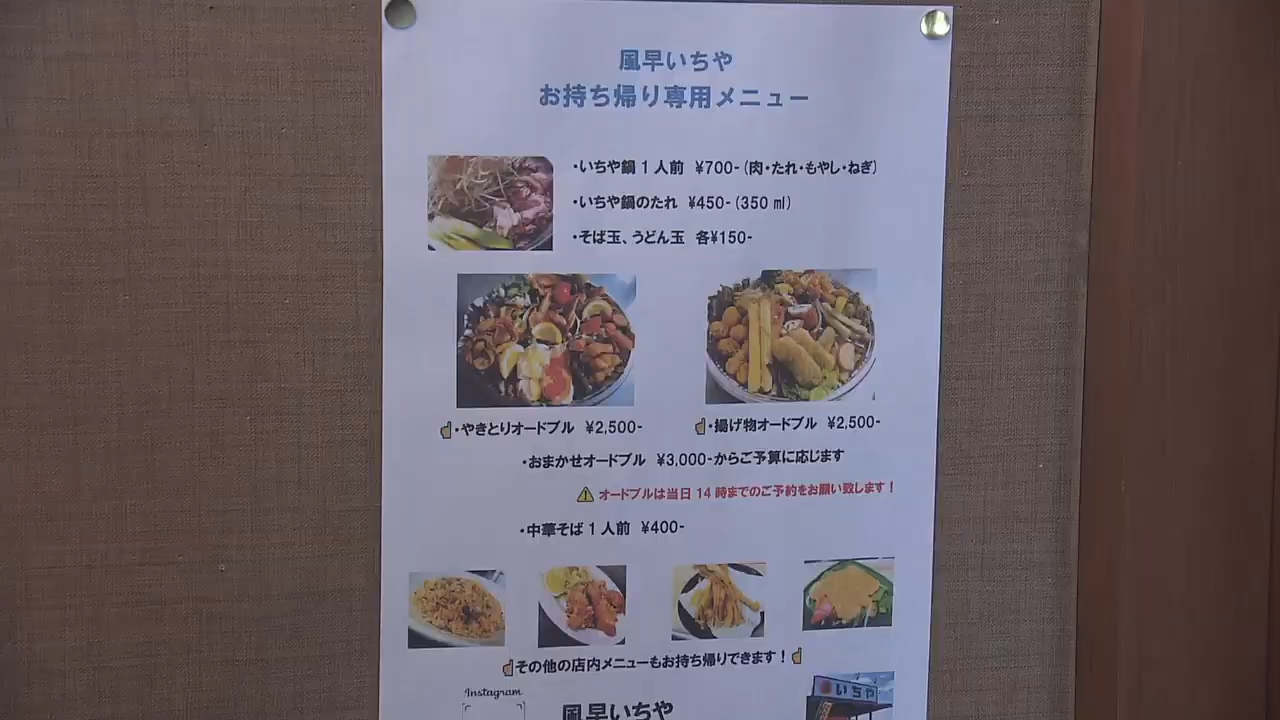 風早いちや
お持ち帰り専用メニュー
・いちや鍋 1 人前 ¥700-(肉・たれ・もやし・ねぎ)
・いちや鍋のたれ ¥450-(350 ㎖)
・そば玉、うどん玉 各¥150-
・やきとりオードブル ¥2,500-
・揚げ物オードブル ¥2,500-
・おまかせオードブル ¥3,000-からご予算に応じます
オードブルは当日 14 時までのご予約をお願い致します！
・中華そば 1 人前 ¥400-
その他の店内メニューもお持ち帰りできます！
Instagram
風早いちや
いちや